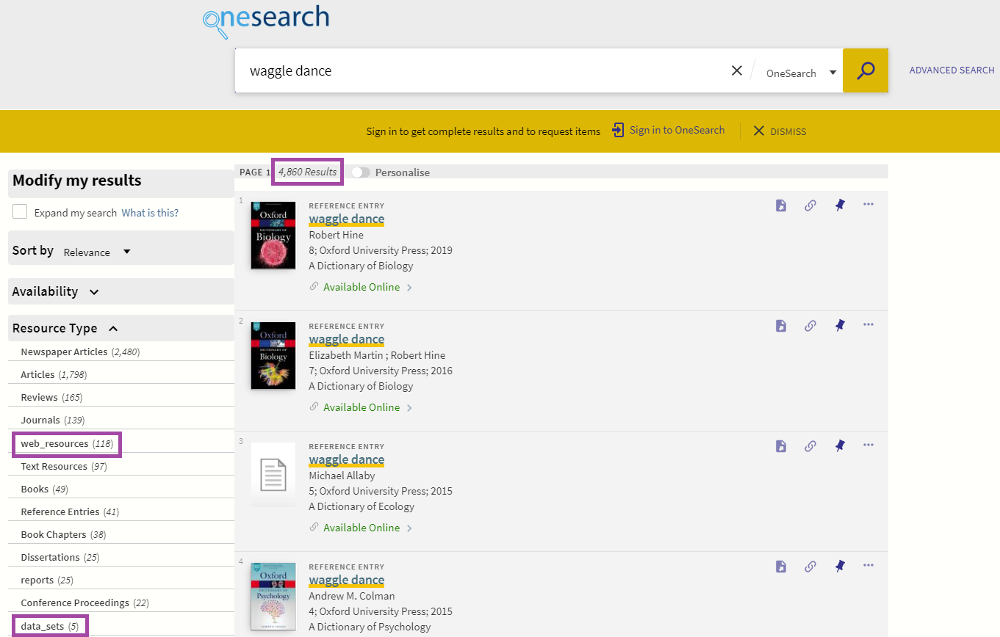 onesearch
waggle dance
OneSearch
ADVANCED SEARCH
Sign in to get complete results and to request items
Sign in to OneSearch
DISMISS
Modify my results
Expand my search What is this?
Sort by Relevance
Availability
Resource Type
Newspaper Articles (2,480)
Articles (1,798)
Reviews (165)
Journals (139)
web_resources (118)
Text Resources (97)
Books (49)
Reference Entries (41)
Book Chapters (38)
Dissertations (25)
reports (25)
Conference Proceedings (22)
data_sets (5)
PAGE 1 4,860 Results Personalise
1
Oxford
DICTIONARY OF
Biology
REFERENCE ENTRY
waggle dance
Robert Hine
8; Oxford University Press; 2019
A Dictionary of Biology
Available Online
2
Oxford
DICTIONARY OF
Biology
REFERENCE ENTRY
waggle dance
Elizabeth Martin ; Robert Hine
7; Oxford University Press; 2016
A Dictionary of Biology
Available Online
3
REFERENCE ENTRY
waggle dance
Michael Allaby
5; Oxford University Press; 2015
A Dictionary of Ecology
Available Online
4
Oxford
DICTIONARY OF
Psychology
REFERENCE ENTRY
waggle dance
Andrew M. Colman
4; Oxford University Press; 2015
A Dictionary of Psychology